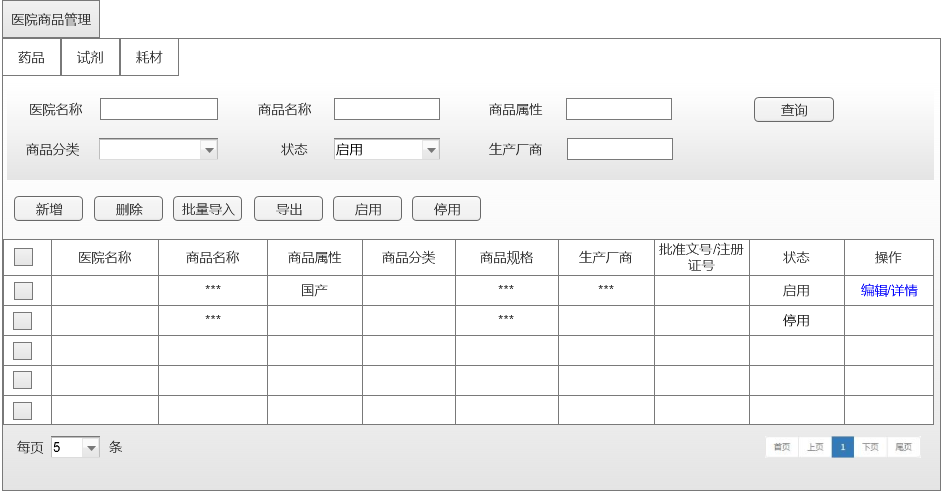 医院商品管理
药品 试剂 耗材
医院名称 商品名称 商品属性 查询
商品分类 状态 启用 生产厂商
新增 删除 批量导入 导出 启用 停用
医院名称 商品名称 商品属性 商品分类 商品规格 生产厂商 批准文号/注册 状态 操作
证号
*** 国产 *** *** 启用 编辑/详情
*** *** 停用
每页 5 条 首页 上页 1 下页 尾页